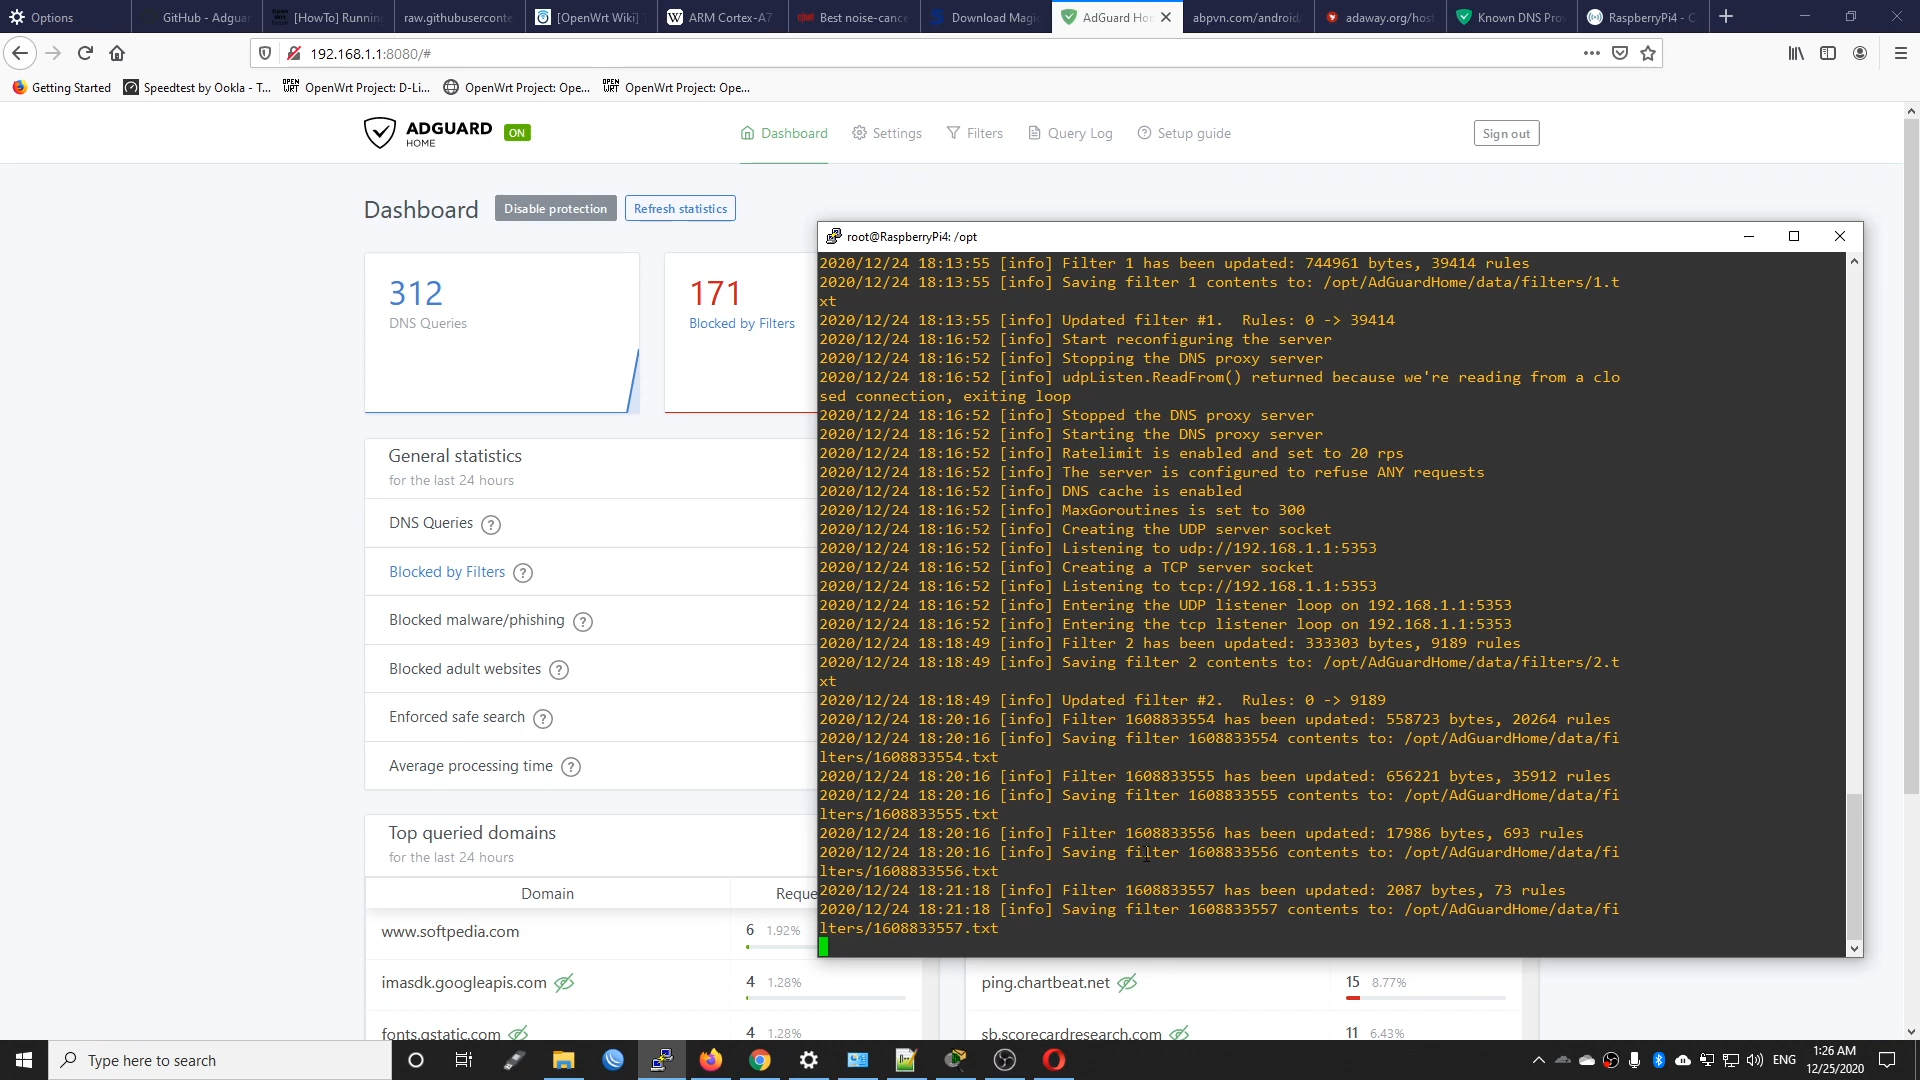 Options
GitHub - Adguar
[HowTo] Runnin
raw.githubuserconte
[OpenWrt Wiki] T
ARM Cortex-A7
Best noise-cance
Download Magi
AdGuard Hom
abpvn.com/android
adaway.org/host
Known DNS Pro
RaspberryPi4 - C
192.168.1.1:8080/#
Getting Started
Speedtest by Ookla - T...
OPEN WRT
OpenWrt Project: D-Li...
OpenWrt Project: Ope...
OPEN WRT
OpenWrt Project: Ope...
ADGUARD
HOME
ON
Dashboard
Settings
Filters
Query Log
Setup guide
Sign out
Dashboard
Disable protection
Refresh statistics
312
DNS Queries
171
Blocked by Filters
General statistics
for the last 24 hours
DNS Queries ?
Blocked by Filters ?
Blocked malware/phishing ?
Blocked adult websites ?
Enforced safe search ?
Average processing time ?
Top queried domains
for the last 24 hours
Domain
Reque
www.softpedia.com
6 1.92%
imasdk.googleapis.com
4 1.28%
fonts.gstatic.com
4 1.28%
root@RaspberryPi4: /opt
2020/12/24 18:13:55 [info] Filter 1 has been updated: 744961 bytes, 39414 rules
2020/12/24 18:13:55 [info] Saving filter 1 contents to: /opt/AdGuardHome/data/filters/1.t
xt
2020/12/24 18:13:55 [info] Updated filter #1.  Rules: 0 -> 39414
2020/12/24 18:16:52 [info] Start reconfiguring the server
2020/12/24 18:16:52 [info] Stopping the DNS proxy server
2020/12/24 18:16:52 [info] udpListen.ReadFrom() returned because we're reading from a clo
sed connection, exiting loop
2020/12/24 18:16:52 [info] Stopped the DNS proxy server
2020/12/24 18:16:52 [info] Starting the DNS proxy server
2020/12/24 18:16:52 [info] Ratelimit is enabled and set to 20 rps
2020/12/24 18:16:52 [info] The server is configured to refuse ANY requests
2020/12/24 18:16:52 [info] DNS cache is enabled
2020/12/24 18:16:52 [info] MaxGoroutines is set to 300
2020/12/24 18:16:52 [info] Creating the UDP server socket
2020/12/24 18:16:52 [info] Listening to udp://192.168.1.1:5353
2020/12/24 18:16:52 [info] Creating a TCP server socket
2020/12/24 18:16:52 [info] Listening to tcp://192.168.1.1:5353
2020/12/24 18:16:52 [info] Entering the UDP listener loop on 192.168.1.1:5353
2020/12/24 18:16:52 [info] Entering the tcp listener loop on 192.168.1.1:5353
2020/12/24 18:18:49 [info] Filter 2 has been updated: 333303 bytes, 9189 rules
2020/12/24 18:18:49 [info] Saving filter 2 contents to: /opt/AdGuardHome/data/filters/2.t
xt
2020/12/24 18:18:49 [info] Updated filter #2.  Rules: 0 -> 9189
2020/12/24 18:20:16 [info] Filter 1608833554 has been updated: 558723 bytes, 20264 rules
2020/12/24 18:20:16 [info] Saving filter 1608833554 contents to: /opt/AdGuardHome/data/fi
lters/1608833554.txt
2020/12/24 18:20:16 [info] Filter 1608833555 has been updated: 656221 bytes, 35912 rules
2020/12/24 18:20:16 [info] Saving filter 1608833555 contents to: /opt/AdGuardHome/data/fi
lters/1608833555.txt
2020/12/24 18:20:16 [info] Filter 1608833556 has been updated: 17986 bytes, 693 rules
2020/12/24 18:20:16 [info] Saving filter 1608833556 contents to: /opt/AdGuardHome/data/fi
lters/1608833556.txt
2020/12/24 18:21:18 [info] Filter 1608833557 has been updated: 2087 bytes, 73 rules
2020/12/24 18:21:18 [info] Saving filter 1608833557 contents to: /opt/AdGuardHome/data/fi
lters/1608833557.txt
ping.chartbeat.net
15 8.77%
sb.scorecardresearch.com
11 6.43%
Type here to search
ENG
1:26 AM
12/25/2020